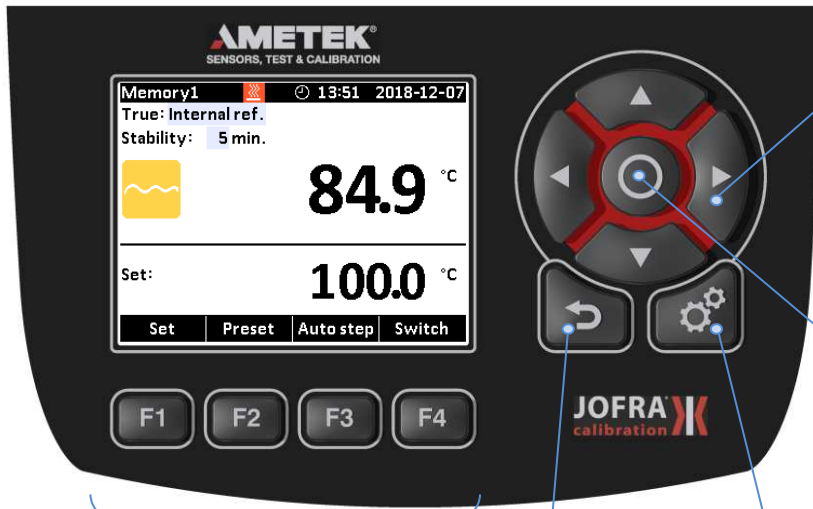 AMETEK®
SENSORS, TEST & CALIBRATION
Memory1 13:51 2018-12-07
True: Internal ref.
Stability: 5 min.
84.9 °C
Set: 100.0 °C
Set Preset Auto step Switch
F1 F2 F3 F4
JOFRA
calibration